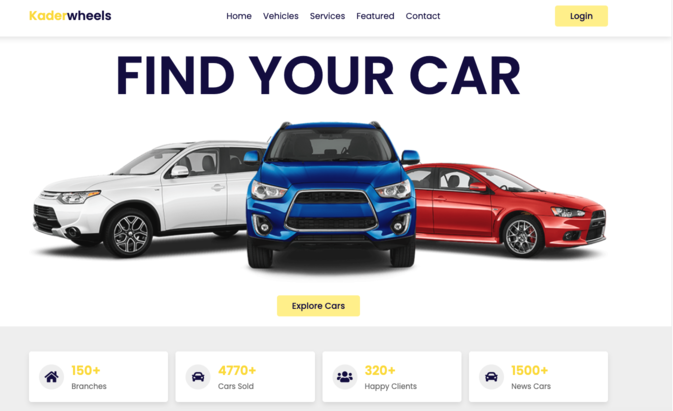 Kaderwheels
Home Vehicles Services Featured Contact
Login
FIND YOUR CAR
Explore Cars
150+
Branches
4770+
Cars Sold
320+
Happy Clients
1500+
News Cars